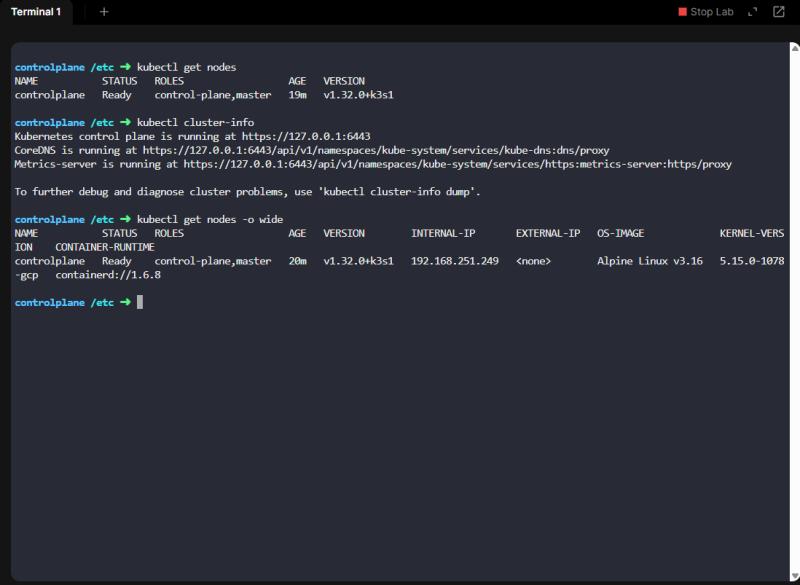 Terminal 1
+
Stop Lab
controlplane /etc ➜ kubectl get nodes
NAME STATUS ROLES AGE VERSION
controlplane Ready control-plane,master 19m v1.32.0+k3s1
controlplane /etc ➜ kubectl cluster-info
Kubernetes control plane is running at https://127.0.0.1:6443
CoreDNS is running at https://127.0.0.1:6443/api/v1/namespaces/kube-system/services/kube-dns:dns/proxy
Metrics-server is running at https://127.0.0.1:6443/api/v1/namespaces/kube-system/services/https:metrics-server:https/proxy
To further debug and diagnose cluster problems, use 'kubectl cluster-info dump'.
controlplane /etc ➜ kubectl get nodes -o wide
NAME STATUS ROLES AGE VERSION INTERNAL-IP EXTERNAL-IP OS-IMAGE KERNEL-VERS
ION CONTAINER-RUNTIME
controlplane Ready control-plane,master 20m v1.32.0+k3s1 192.168.251.249 <none> Alpine Linux v3.16 5.15.0-1078
-gcp containerd://1.6.8
controlplane /etc ➜